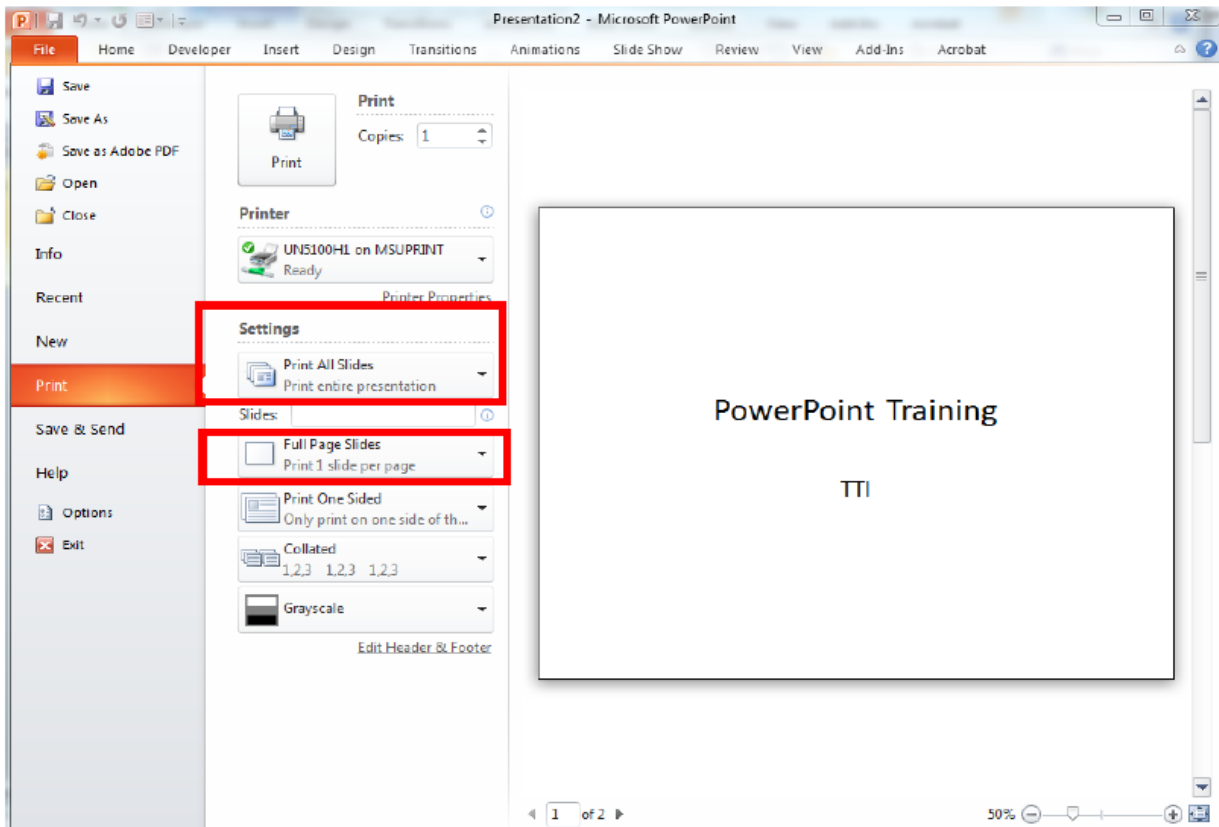 Presentation2 - Microsoft PowerPoint
File Home Developer Insert Design Transitions Animations Slide Show Review View Add-Ins Acrobat
Save
Save As
Save as Adobe PDF
Open
Close
Info
Recent
New
Print
Save & Send
Help
Options
Exit
Print
Print
Copies: 1
Printer
UN5100H1 on MSUPRINT
Ready
Printer Properties
Settings
Print All Slides
Print entire presentation
Slides:
Full Page Slides
Print 1 slide per page
Print One Sided
Only print on one side of th...
Collated
1,2,3 1,2,3 1,2,3
Grayscale
Edit Header & Footer
PowerPoint Training
TTI
1 of 2
50%